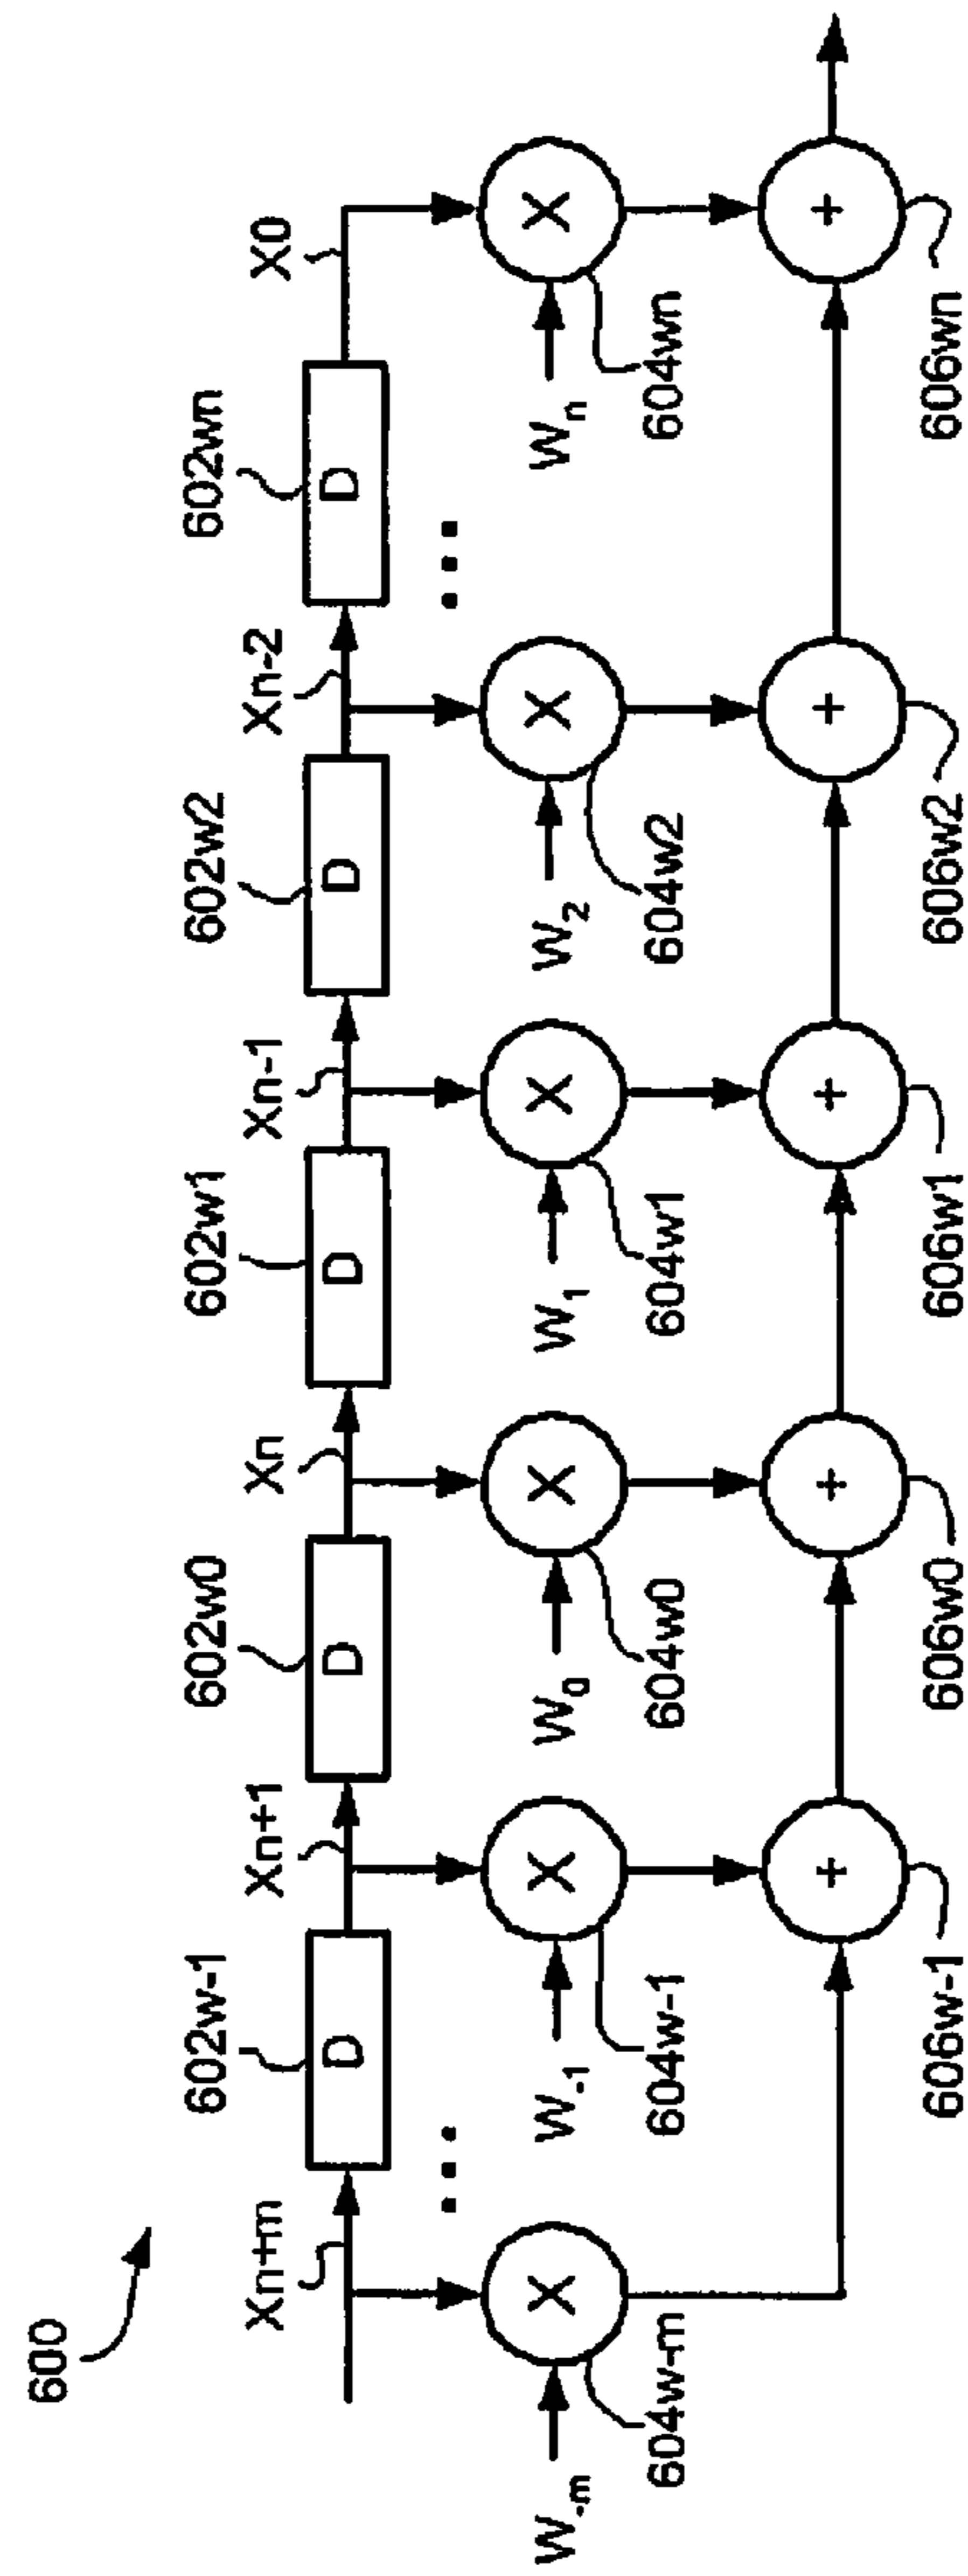 600
602w-1 602w0 602w1 602w2 602wn
Xn+m Xn+1 Xn Xn-1 Xn-2 X0
D D D D D
... ...
X X X X X X
W-m W-1 W0 W1 W2 Wn
604w-m 604w-1 604w0 604w1 604w2 604wn
+ + + + +
606w-1 606w0 606w1 606w2 606wn